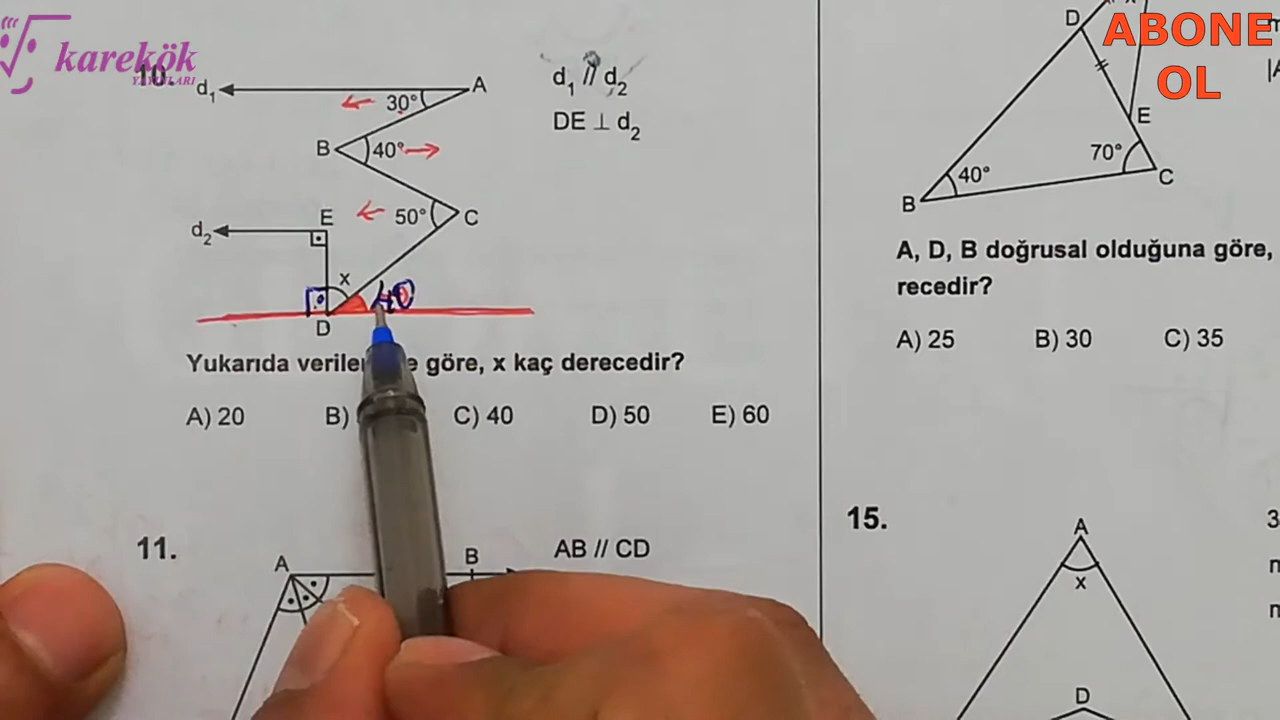 karekök
YAYINLARI
ABONE
OL
10.
d₁
30°
A
d₁ // d₂
DE ⊥ d₂
B
40°
50°
C
d₂
E
x
40
D
Yukarıda verile göre, x kaç derecedir?
A) 20
B)
C) 40
D) 50
E) 60
11.
A
B
AB // CD
D
E
70°
C
40°
B
A, D, B doğrusal olduğuna göre,
recedir?
A) 25
B) 30
C) 35
15.
A
x
D